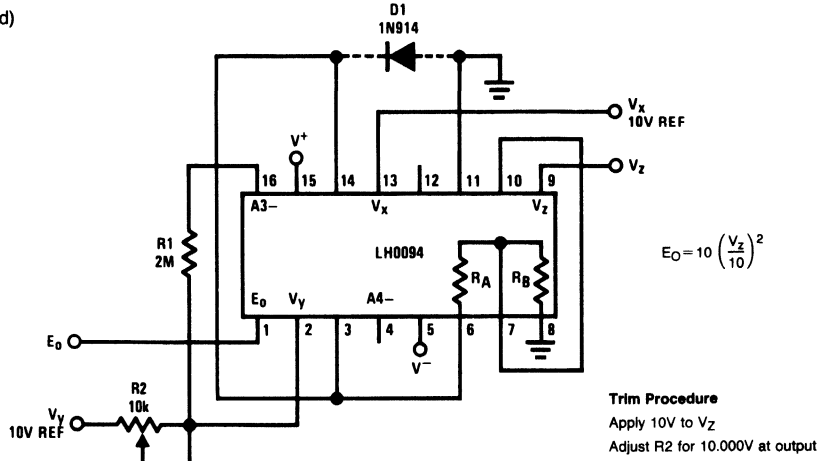 d)
D1
1N914
Vx
10V REF
V+
Vz
16 15 14 13 12 11 10 9
A3− Vx Vz
R1
2M
LH0094
RA RB
Eo Vy A4−
1 2 3 4 5 6 7 8
Eo
V−
R2
10k
Vy
10V REF
EO = 10 (VZ/10)2
Trim Procedure
Apply 10V to VZ
Adjust R2 for 10.000V at output